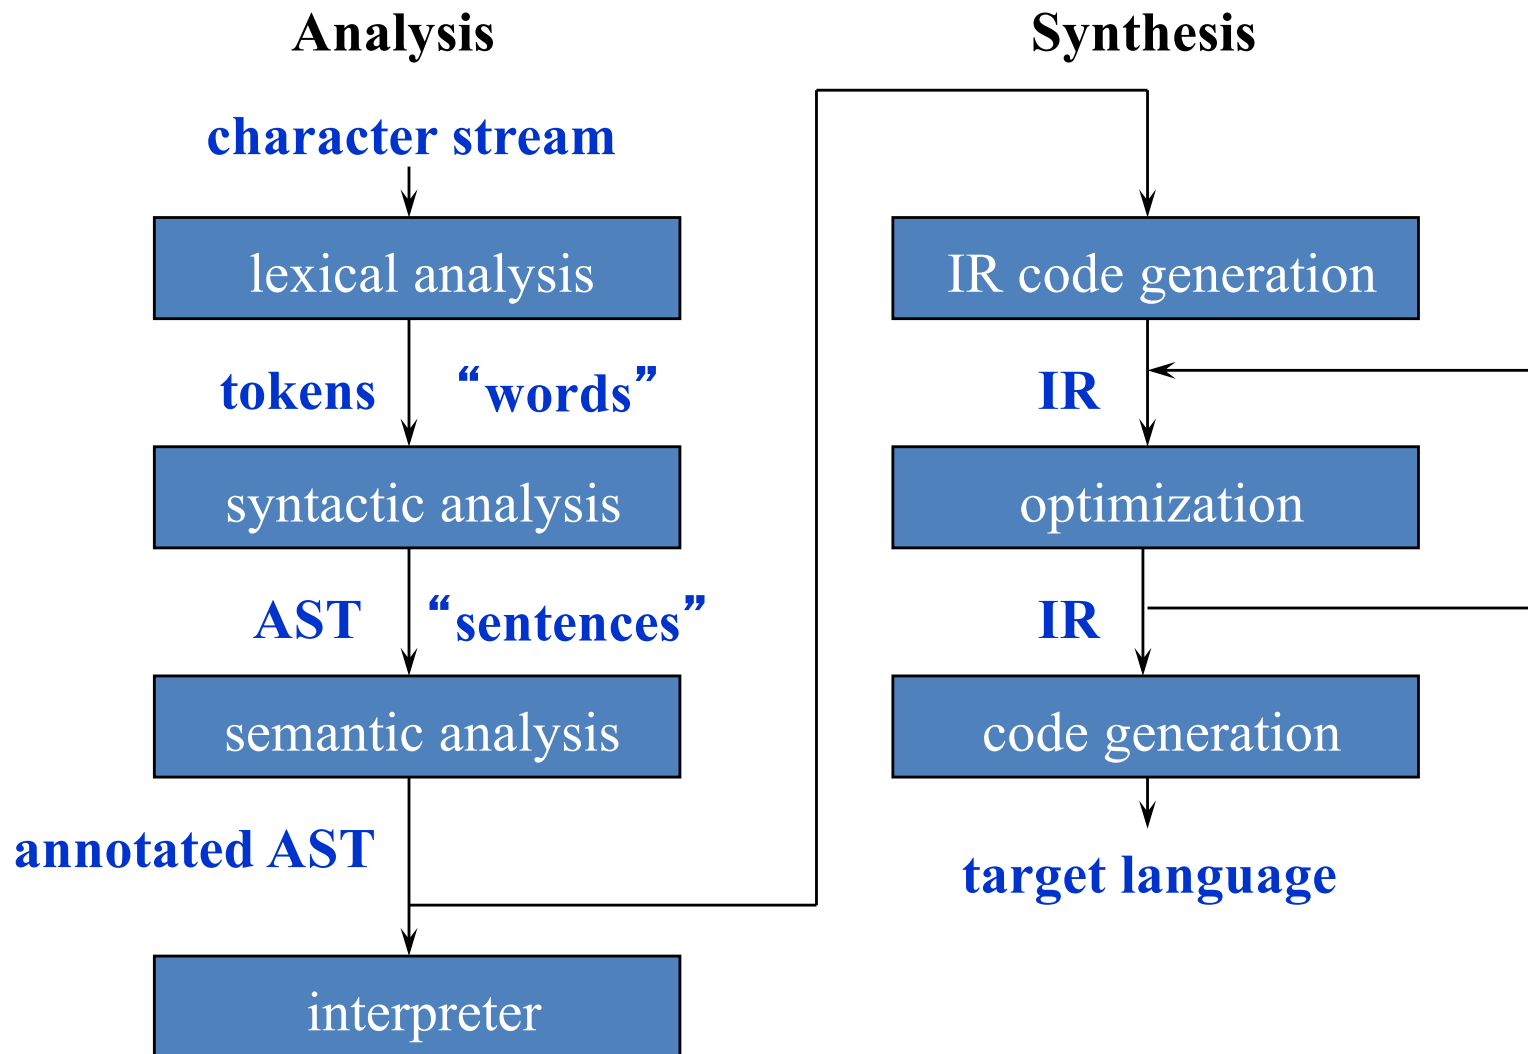 Analysis
character stream
lexical analysis
tokens “words”
syntactic analysis
AST “sentences”
semantic analysis
annotated AST
interpreter
Synthesis
IR code generation
IR
optimization
IR
code generation
target language